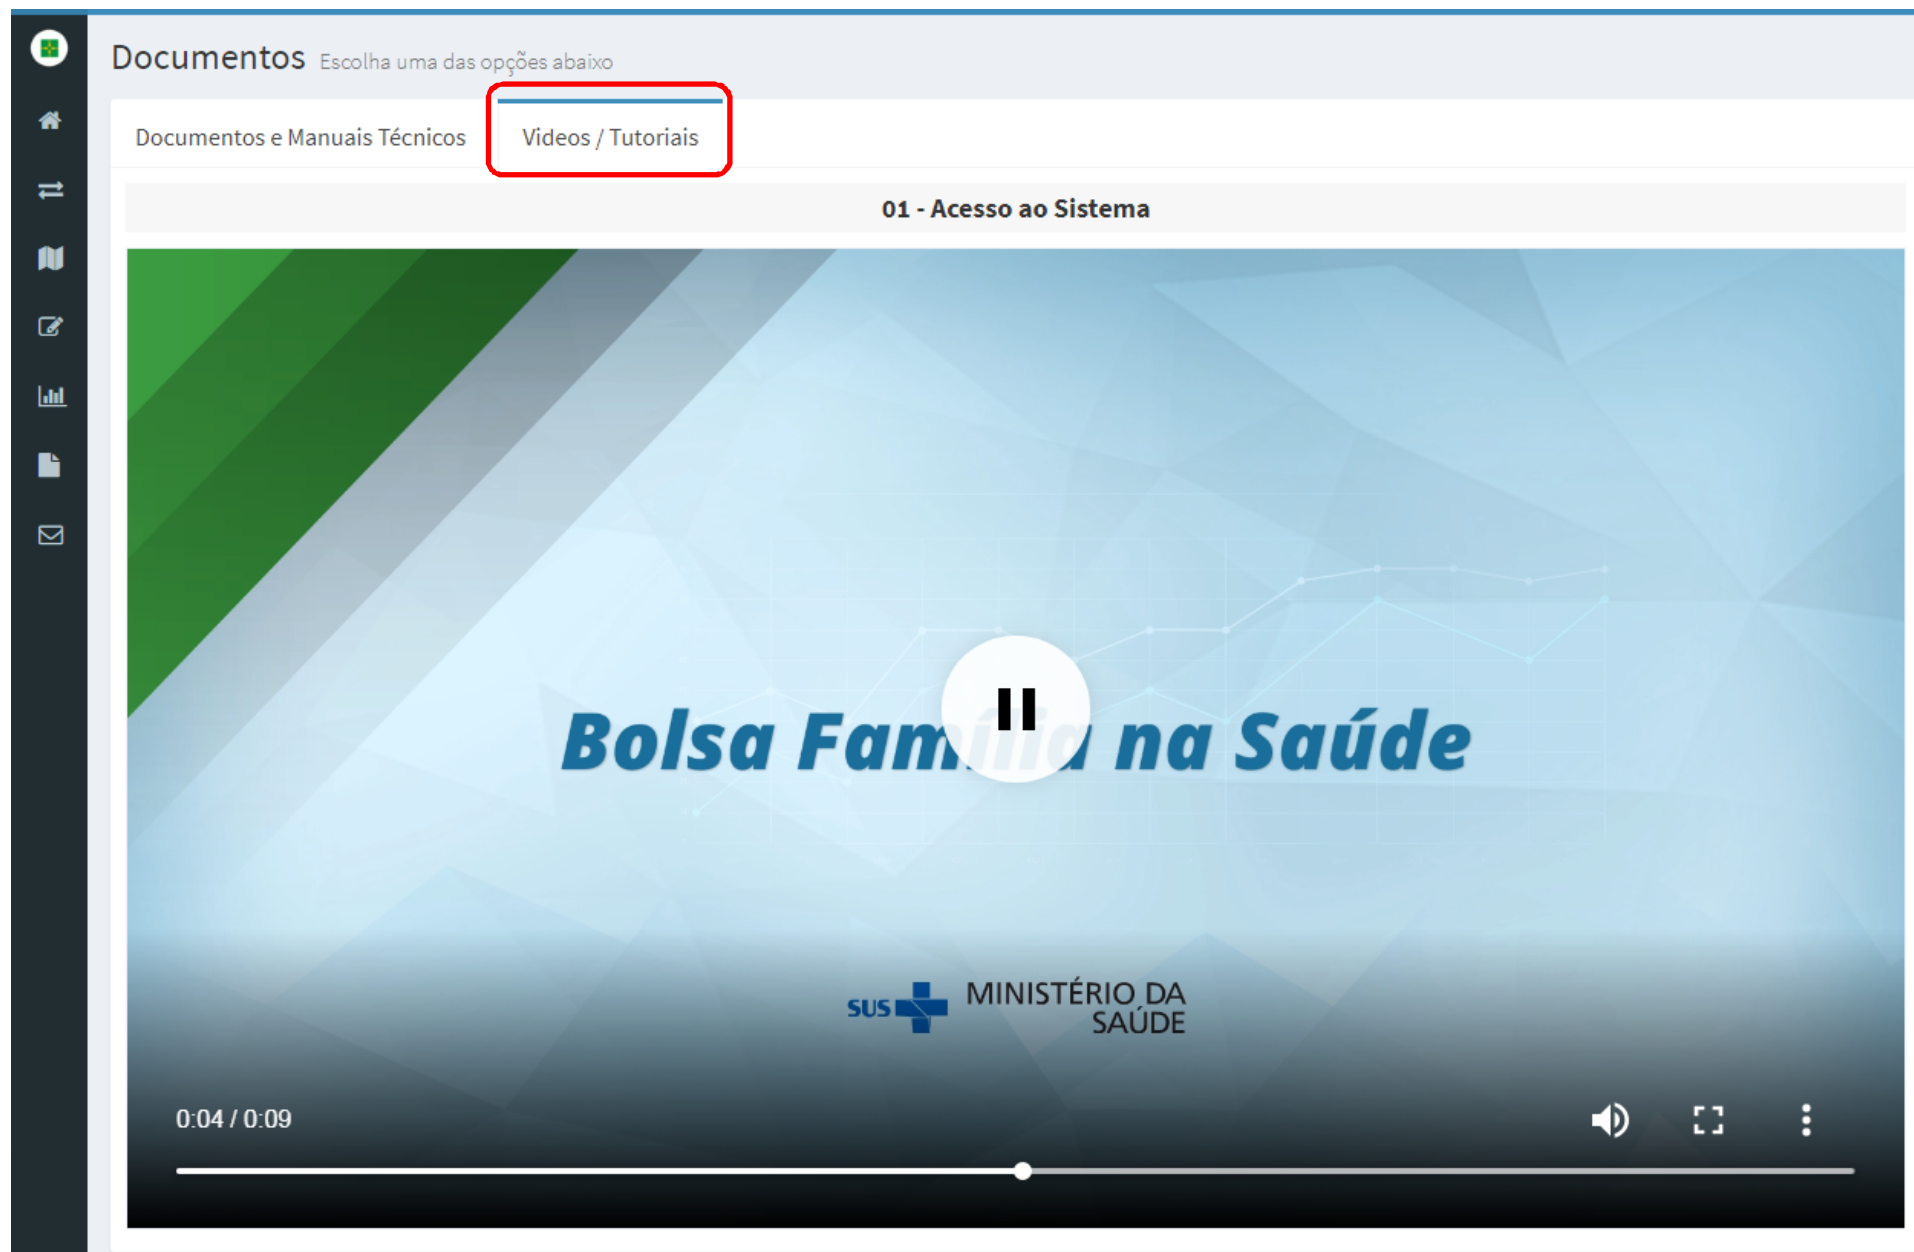 Documentos Escolha uma das opções abaixo
Documentos e Manuais Técnicos Videos / Tutoriais
01 - Acesso ao Sistema
Bolsa Família na Saúde
SUS MINISTÉRIO DA
SAÚDE
0:04 / 0:09